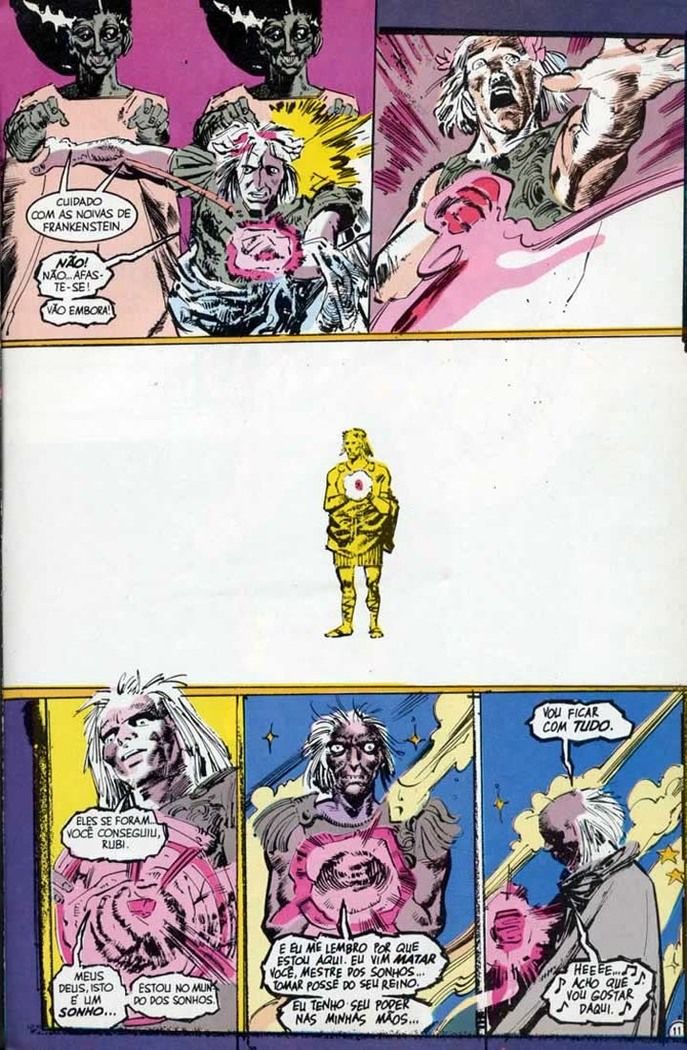 CUIDADO
COM AS NOIVAS DE
FRANKENSTEIN.
NÃO!
NÃO...AFAS-
TE-SE!
VÃO EMBORA!
ELES SE FORAM...
VOCÊ CONSEGUIU,
RUBI.
MEUS
DEUS, ISTO
É UM
SONHO...
ESTOU NO MUN-
DO DOS SONHOS.
E EU ME LEMBRO POR QUE
ESTOU AQUI. EU VIM MATAR
VOCÊ, MESTRE DOS SONHOS...
TOMAR POSSE DO SEU REINO.
EU TENHO SEU PODER
NAS MINHAS MÃOS...
VOU FICAR
COM TUDO.
HEEEE...♫
♪ ACHO QUE ♪
♪ VOU GOSTAR
DAQUI. ♪
11